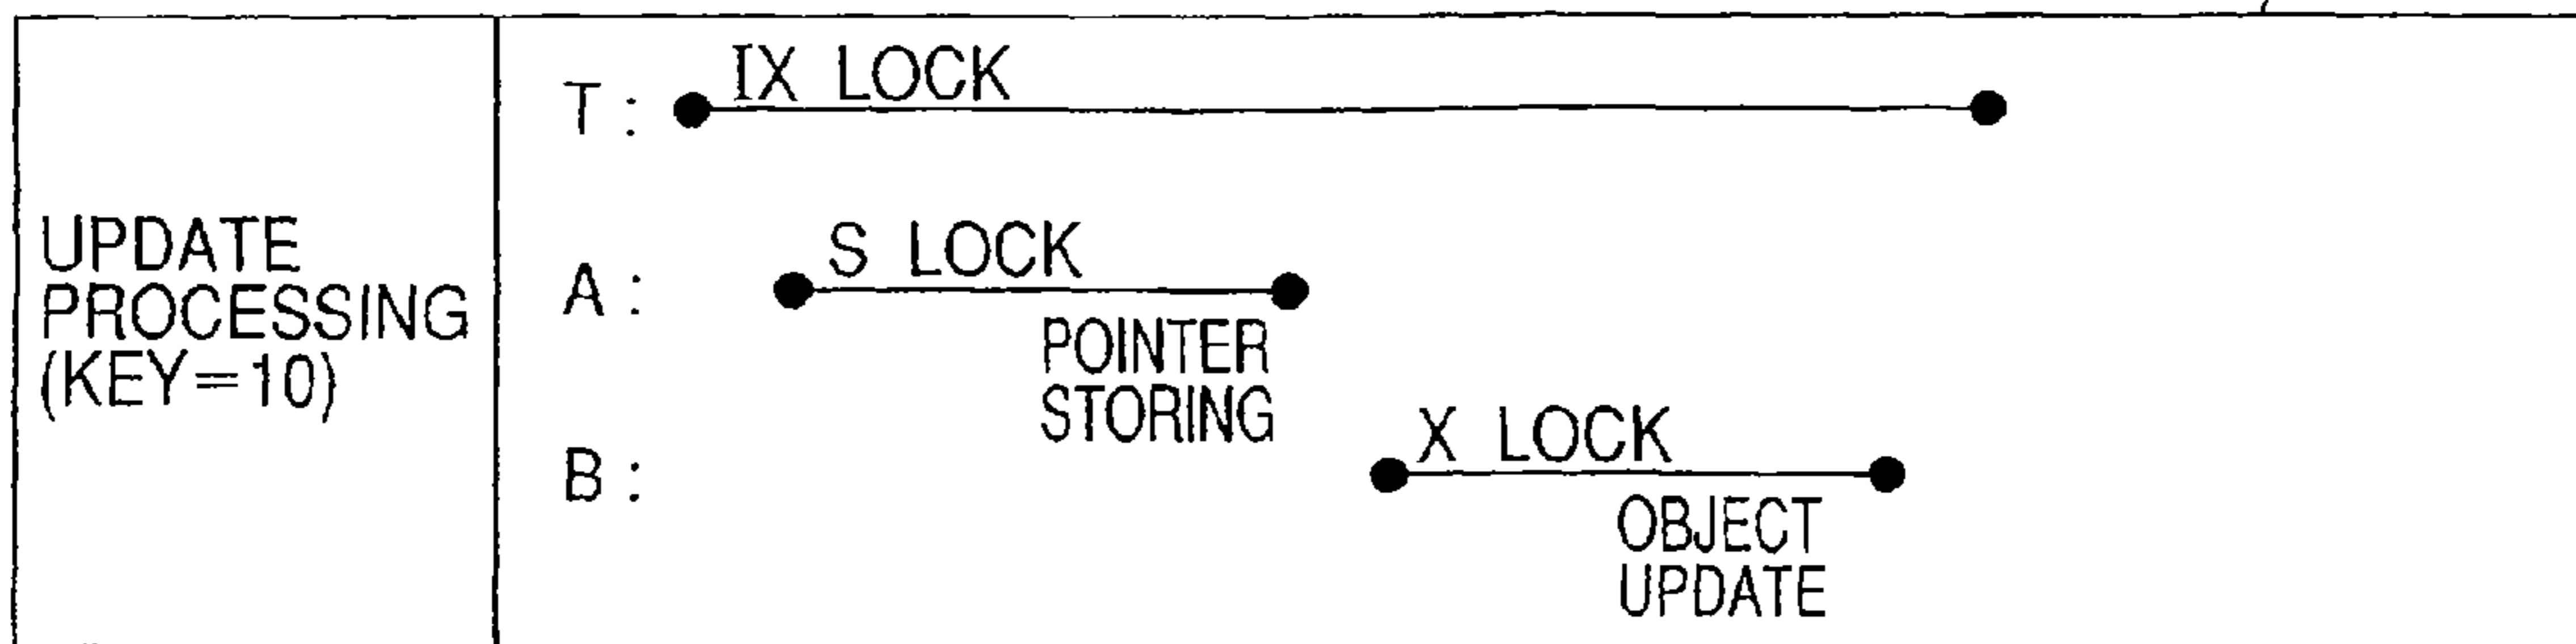 UPDATE
PROCESSING
(KEY=10)
T :
IX LOCK
A :
S LOCK
POINTER
STORING
B :
X LOCK
OBJECT
UPDATE